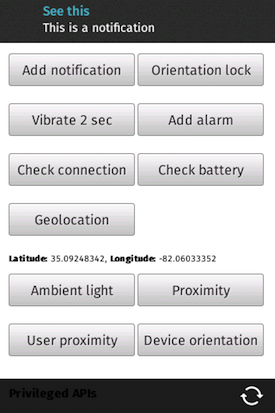 See this
This is a notification
Add notification Orientation lock
Vibrate 2 sec Add alarm
Check connection Check battery
Geolocation
Latitude: 35.09248342, Longitude: -82.06033352
Ambient light Proximity
User proximity Device orientation
Privileged APIs